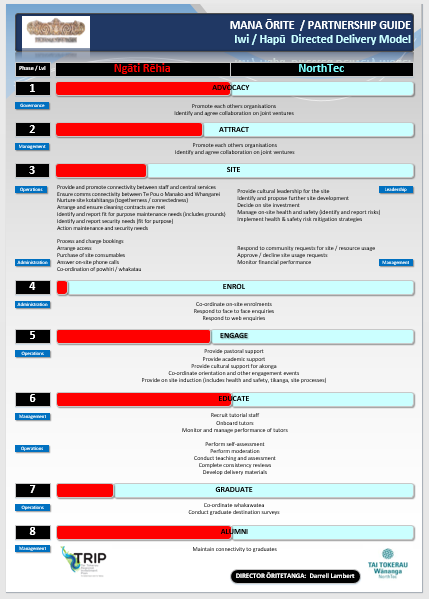 MANA ŌRITE / PARTNERSHIP GUIDE
Iwi / Hapū Directed Delivery Model
Phase / Lvl
Ngāti Rēhia
NorthTec
1
ADVOCACY
Governance
Promote each others organisations
Identify and agree collaboration on joint ventures
2
ATTRACT
Management
Promote each others organisations
Identify and agree collaboration on joint ventures
3
SITE
Operations
Provide and promote connectivity between staff and central services
Ensure comms connectivity between Te Pou o Manako and Whangarei
Nurture site kotahitanga (togetherness / connectedness)
Arrange and ensure cleaning contracts are met
Identify and report fit for purpose maintenance needs (includes grounds)
Identify and report security needs (fit for purpose)
Action maintenance and security needs
Leadership
Provide cultural leadership for the site
Identify and propose further site development
Decide on site investment
Manage on-site health and safety (identify and report risks)
Implement health & safety risk mitigation strategies
Administration
Process and charge bookings
Arrange access
Purchase of site consumables
Answer on-site phone calls
Co-ordination of powhiri / whakatau
Respond to community requests for site / resource usage
Approve / decline site usage requests
Monitor financial performance
Management
4
ENROL
Administration
Co-ordinate on-site enrolments
Respond to face to face enquiries
Respond to web enquiries
5
ENGAGE
Operations
Provide pastoral support
Provide academic support
Provide cultural support for akonga
Co-ordinate orientation and other engagement events
Provide on site induction (includes health and safety, tikanga, site processes)
6
EDUCATE
Management
Recruit tutorial staff
Onboard tutors
Monitor and manage performance of tutors
Operations
Perform self-assessment
Perform moderation
Conduct teaching and assessment
Complete consistency reviews
Develop delivery materials
7
GRADUATE
Operations
Co-ordinate whakawatea
Conduct graduate destination surveys
8
ALUMNI
Management
Maintain connectivity to graduates
TRIP
DIRECTOR ŌRITETANGA: Darrell Lambert
TAI TOKERAU
Wānanga
NorthTec